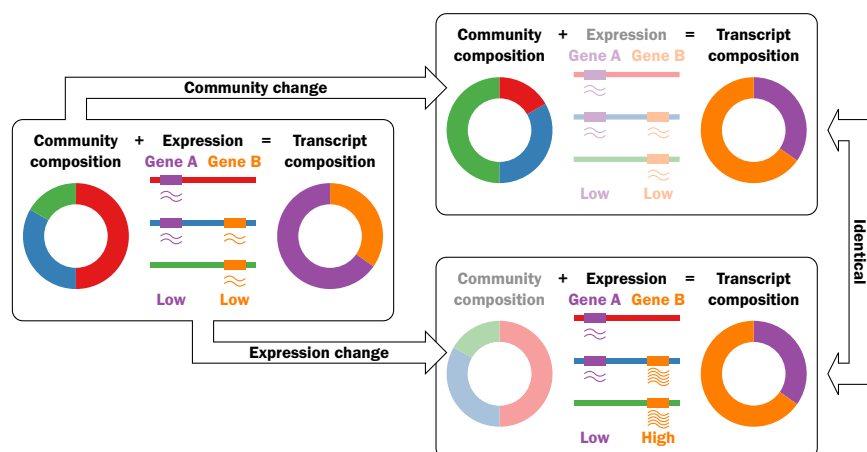 Community + Expression = Transcript
composition Gene A Gene B composition
Low Low
Community change
Community + Expression = Transcript
composition Gene A Gene B composition
Low Low
Expression change
Community + Expression = Transcript
composition Gene A Gene B composition
Low High
Identical